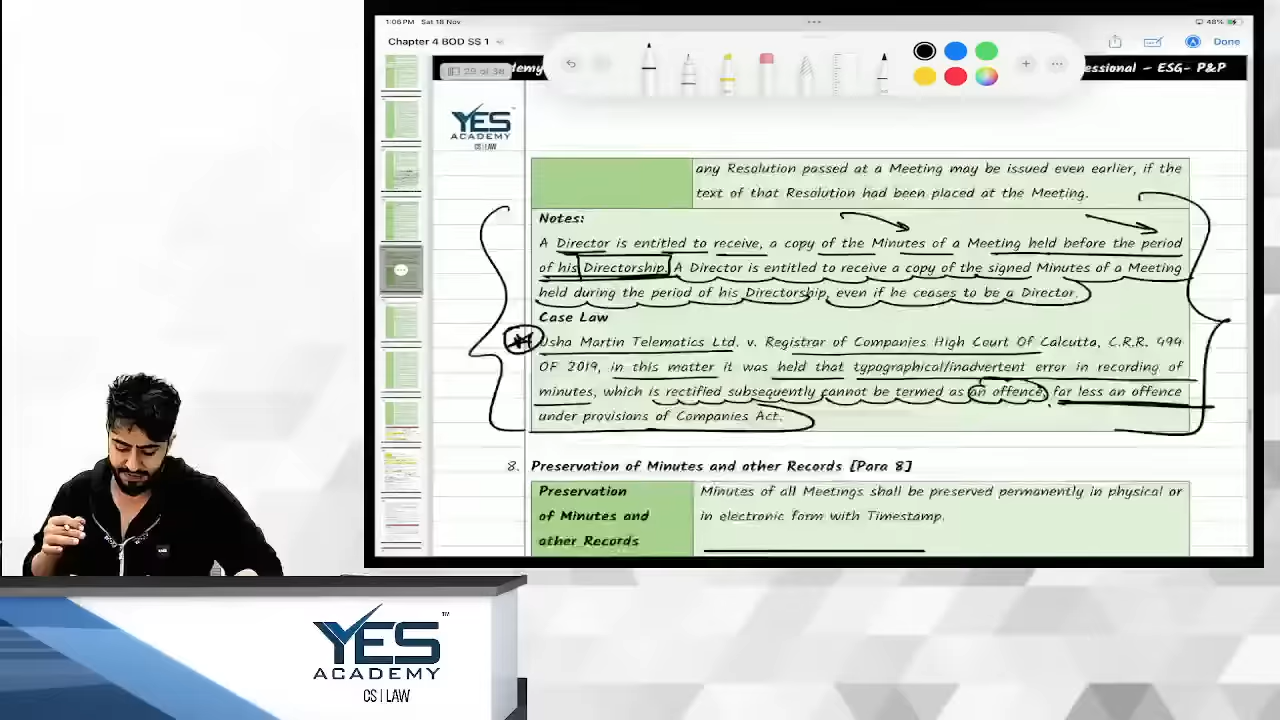 1:06 PM Sat 18 Nov
48%
Chapter 4 BOD SS 1
Done
29 of 38
essional - ESG- P&P
YES
ACADEMY
CS | LAW
any Resolution passed at a Meeting may be issued even earlier, if the
text of that had been placed at the Meeting.
Notes:
A Director is entitled to receive, a copy of the Minutes of a Meeting held before the period
of his Directorship. A Director is entitled to receive a copy of the signed Minutes of a Meeting
held during the period of his Directorship, even if he ceases to be a Director.
Case Law
Usha Martin Telematics Ltd. v. Registrar of Companies High Court Of Calcutta C.R.R. 499
OF 2019, in this matter it was held that typographical/inadvertent error in recording of
minutes, which is rectified subsequently cannot be termed as an offence, far less an offense
under provisions of Companies Act.
8. Preservation of Minutes and other Records [Para 8]
Preservation
of Minutes and
other Records
Minutes of all Meetings shall be preserved permanently in physical or
in electronic form with Timestamp.
YES
ACADEMY
CS | LAW
TM